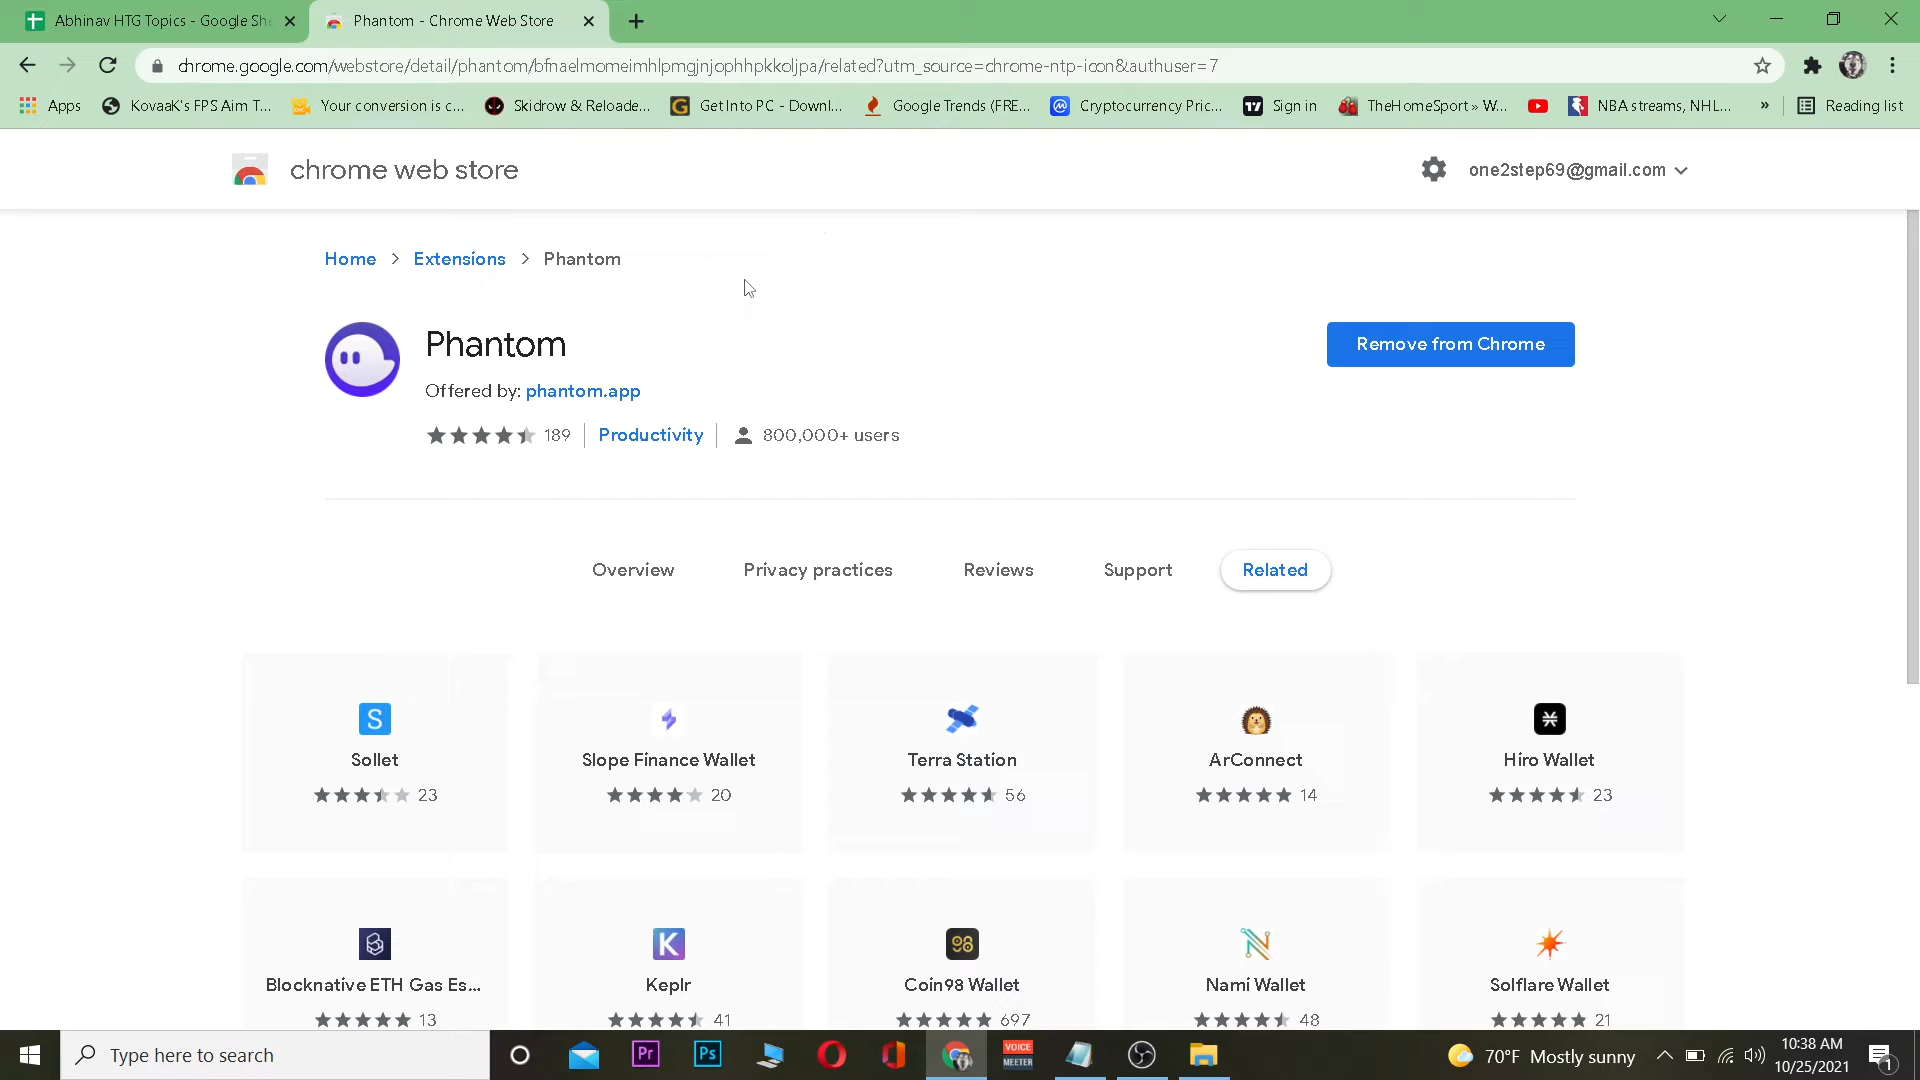 Abhinav HTG Topics - Google She
Phantom - Chrome Web Store
chrome.google.com/webstore/detail/phantom/bfnaelmomeimhlpmgjnjophhpkkoljpa/related?utm_source=chrome-ntp-icon&authuser=7
Apps
KovaaK's FPS Aim T...
Your conversion is c...
Skidrow & Reloade...
Get Into PC - Downl...
Google Trends (FRE...
Cryptocurrency Pric...
Sign in
TheHomeSport » W...
NBA streams, NHL...
»
Reading list
chrome web store
one2step69@gmail.com
Home > Extensions > Phantom
Phantom
Remove from Chrome
Offered by: phantom.app
189
Productivity
800,000+ users
Overview
Privacy practices
Reviews
Support
Related
S
Sollet
23
Slope Finance Wallet
20
Terra Station
56
ArConnect
14
Hiro Wallet
23
Blocknative ETH Gas Es...
13
K
Keplr
41
98
Coin98 Wallet
697
Nami Wallet
48
Solflare Wallet
21
Type here to search
Pr
Ps
VOICE
MEETER
70°F Mostly sunny
10:38 AM
10/25/2021
1